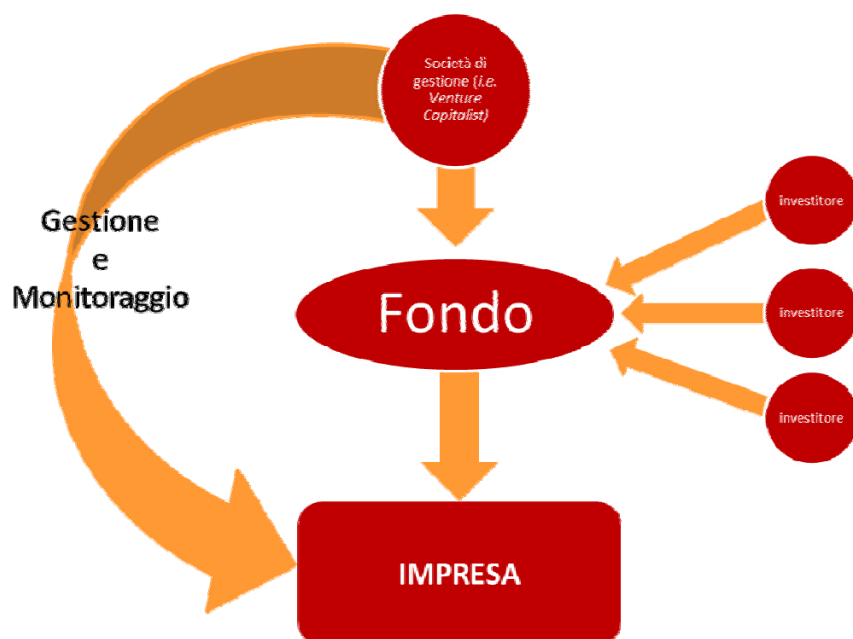 Società di
gestione (i.e.
Venture
Capitalist)
investitore
Gestione
e
Monitoraggio
Fondo
investitore
investitore
IMPRESA